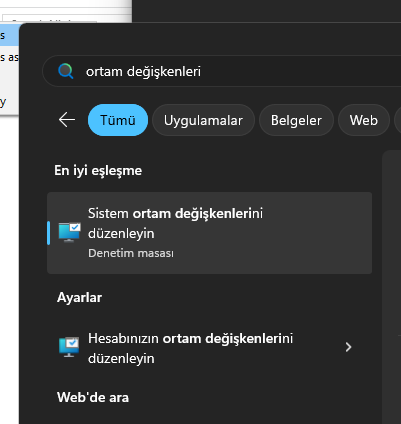 s
s as
y
ortam değişkenleri
Tümü
Uygulamalar
Belgeler
Web
En iyi eşleşme
Sistem ortam değişkenlerini
düzenleyin
Denetim masası
Ayarlar
Hesabınızın ortam değişkenlerini
düzenleyin
Web'de ara